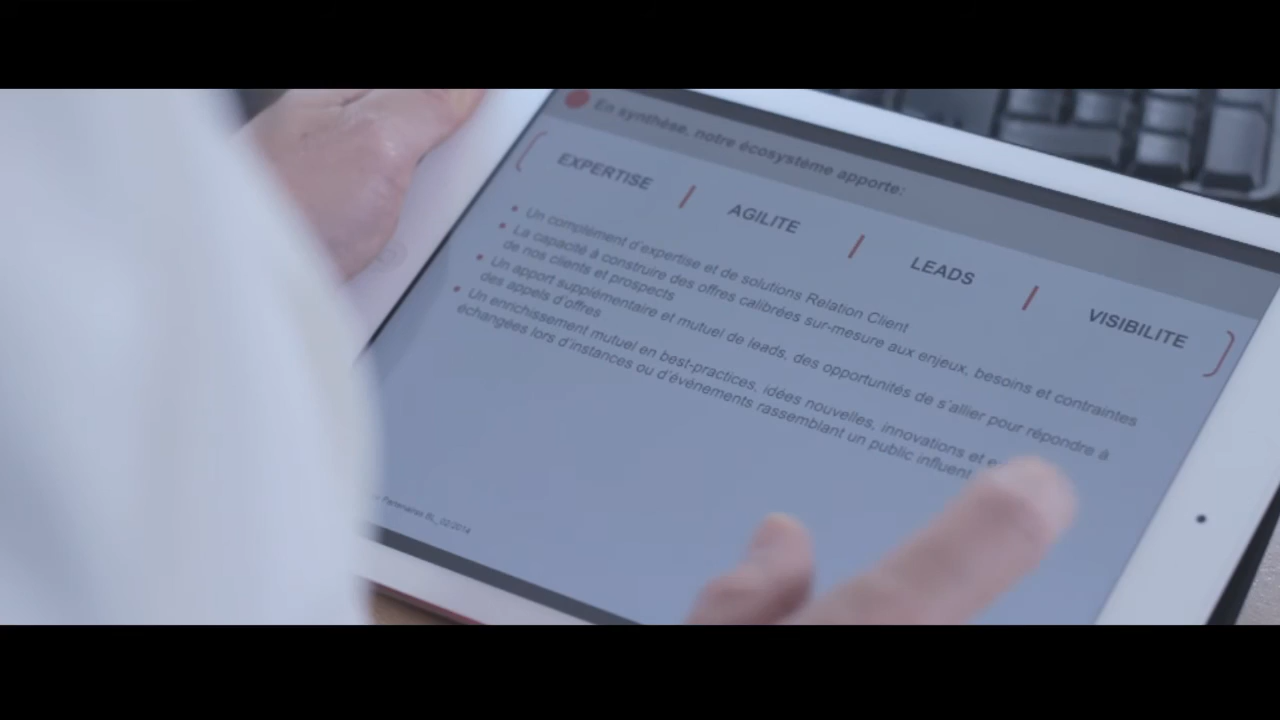 En synthèse, notre écosystème apporte:
EXPERTISE | AGILITE | LEADS | VISIBILITE
• Un complément d'expertise et de solutions Relation Client
• La capacité à construire des offres calibrées sur-mesure aux enjeux, besoins et contraintes
de nos clients et prospects
• Un apport supplémentaire et mutuel de leads, des opportunités de s'allier pour répondre à
des appels d'offres
• Un enrichissement mutuel en best-practices, idées nouvelles, innovations et
échangées lors d'instances ou d'événements rassemblant un public influent
02/2014